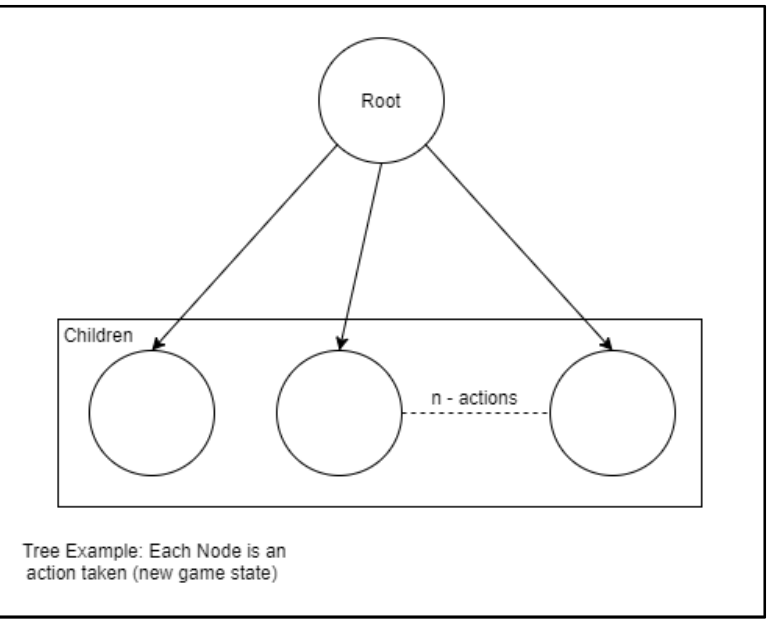 Root
Children
n - actions
Tree Example: Each Node is an
action taken (new game state)